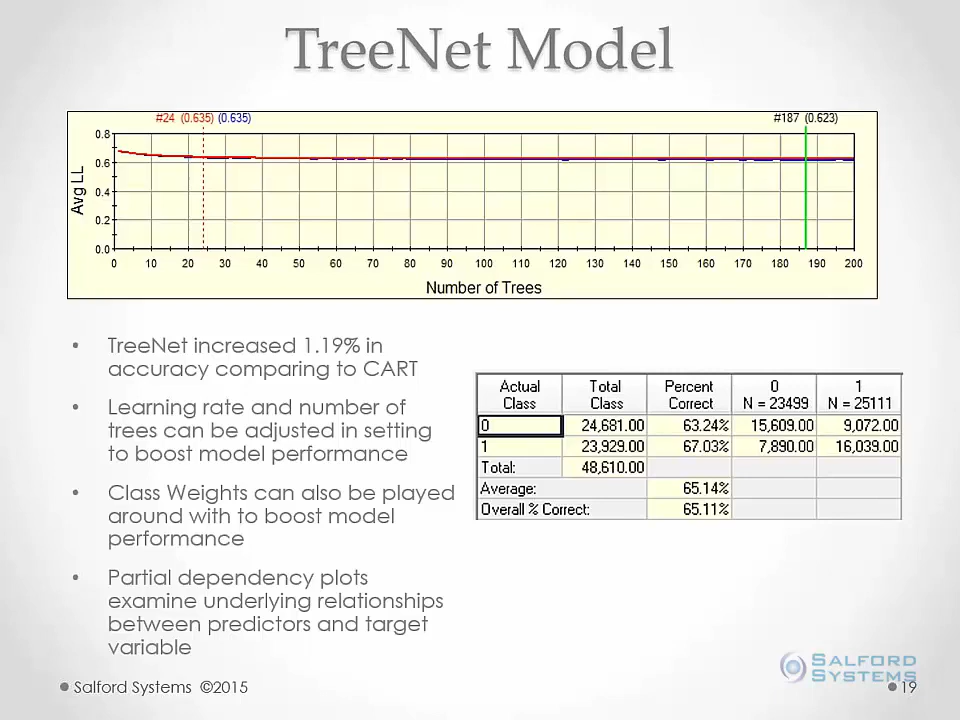 TreeNet Model
#24 (0.635) (0.635) #187 (0.623)
0.8
0.6
0.4
0.2
0.0
Avg LL
0 10 20 30 40 50 60 70 80 90 100 110 120 130 140 150 160 170 180 190 200
Number of Trees
• TreeNet increased 1.19% in
accuracy comparing to CART
• Learning rate and number of
trees can be adjusted in setting
to boost model performance
• Class Weights can also be played
around with to boost model
performance
• Partial dependency plots
examine underlying relationships
between predictors and target
variable
Actual Total Percent 0 1
Class Class Correct N = 23499 N = 25111
0 24,681.00 63.24% 15,609.00 9,072.00
1 23,929.00 67.03% 7,890.00 16,039.00
Total: 48,610.00
Average: 65.14%
Overall % Correct: 65.11%
SALFORD
SYSTEMS
Salford Systems ©2015
19